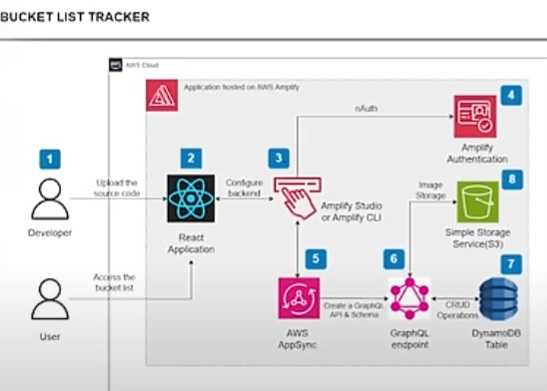 BUCKET LIST TRACKER
aws
AWS Cloud
Application hosted on AWS Amplify
nAuth
4
Amplify
Authentication
1
2
3
Upload the
source code
Configure
backend
Developer
React
Application
Amplify Studio
or Amplify CLI
Image
Storage
8
Simple Storage
Service(S3)
Access the
bucket list
User
5
AWS
AppSync
Create a GraphQL
API & Schema
6
GraphQL
endpoint
CRUD
Operations
7
DynamoDB
Table